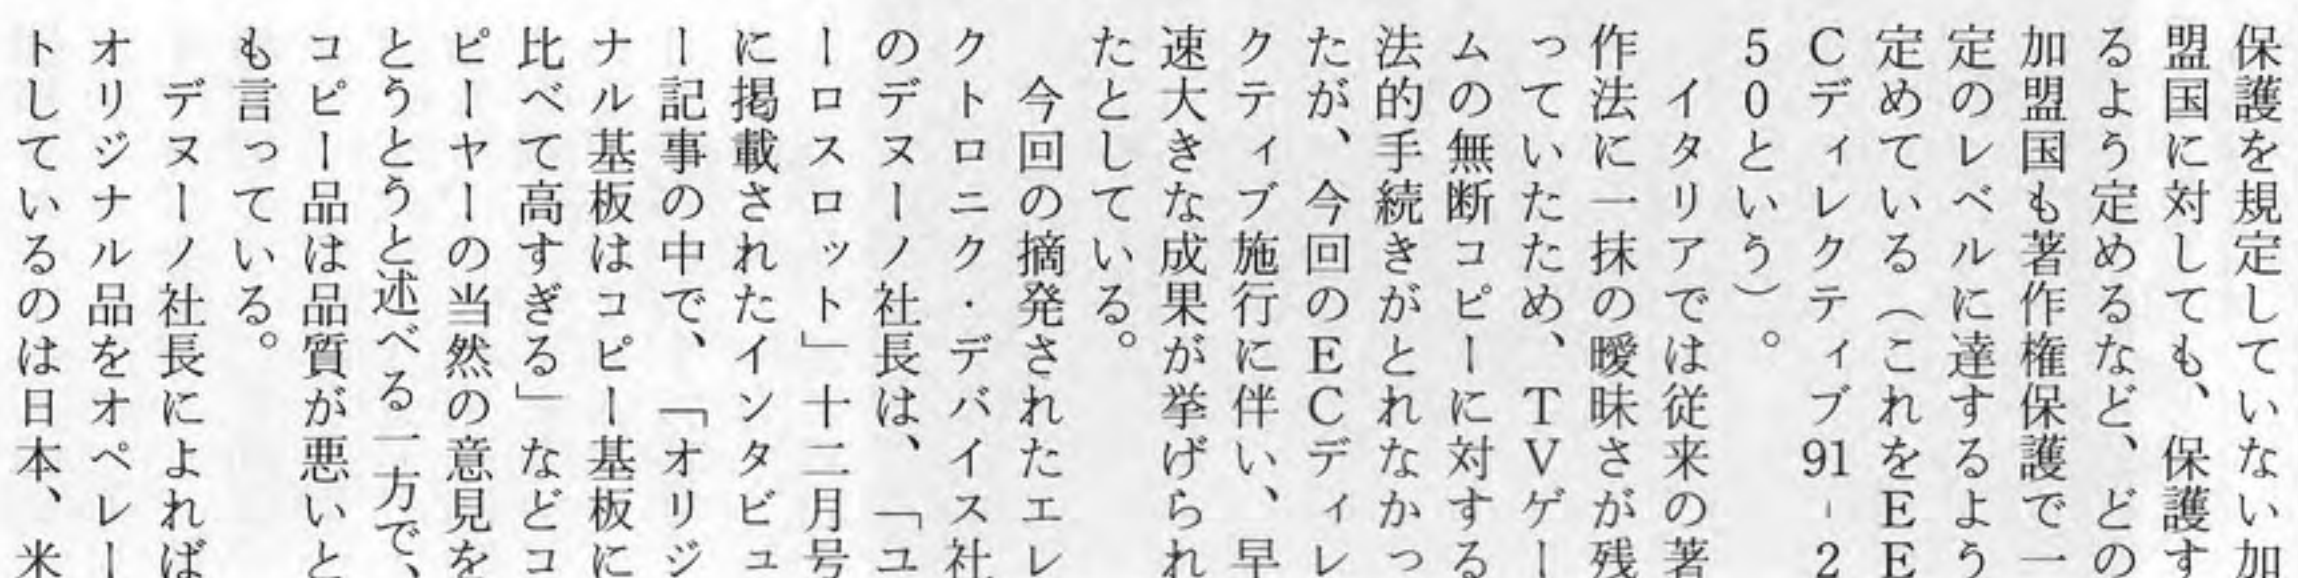 保護を規定していない加
盟国に対しても、保護す
るよう定めるなど、どの
加盟国も著作権保護で一
定のレベルに達するよう
定めている（これをEE
Cディレクティブ91-2
50という）。
イタリアでは従来の著
作法に一抹の曖昧さが残
っていたため、TVゲー
ムの無断コピーに対する
法的手続きがとれなかっ
たが、今回のECディレ
クティブ施行に伴い、早
速大きな成果が挙げられ
たとしている。
今回の摘発されたエレ
クトロニク・デバイス社
のデヌーノ社長は、「ユ
ーロスロット」十二月号
に掲載されたインタビュ
ー記事の中で、「オリジ
ナル基板はコピー基板に
比べて高すぎる」などコ
ピーヤーの当然の意見を
とうとうと述べる一方で、
コピー品は品質が悪いと
も言っている。
デヌーノ社長によれば
オリジナル品をオペレー
トしているのは日本、米